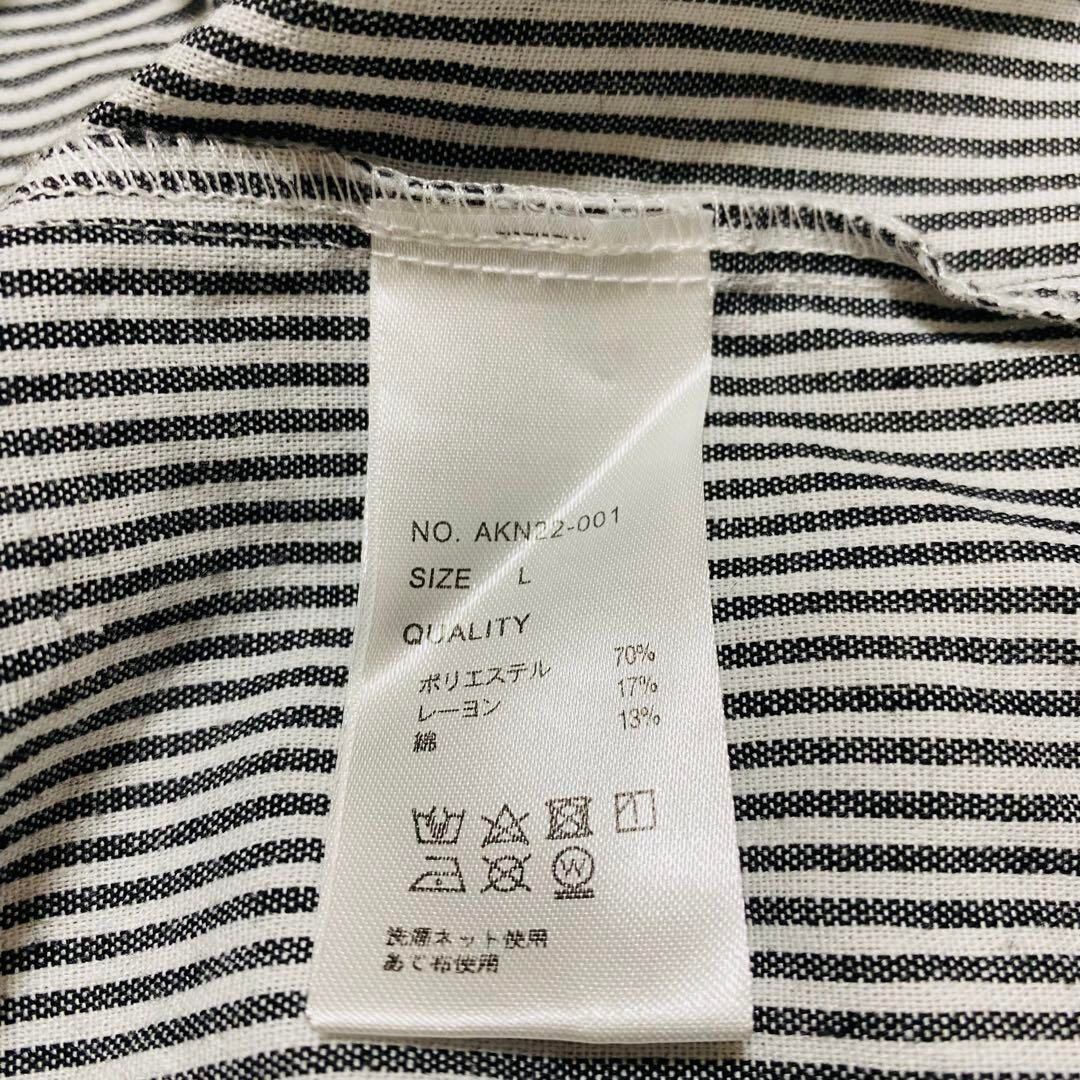 NO. AKN22-001
SIZE L
QUALITY
ポリエステル 70%
レーヨン 17%
綿 13%
W
洗濯ネット使用
あて布使用